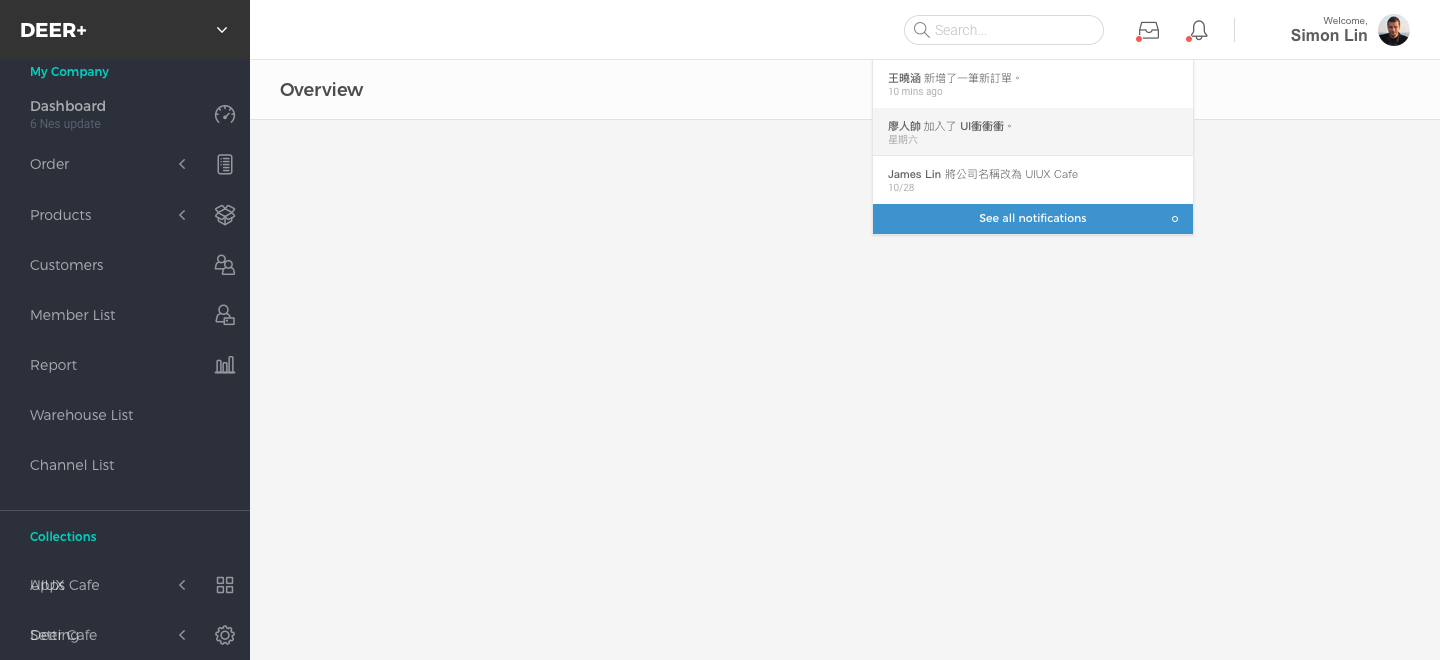 DEER+
Search...
Welcome,
Simon Lin
My Company
Dashboard
6 Nes update
Order
Products
Customers
Member List
Report
Warehouse List
Channel List
Collections
UIUX Cafe
Apps
Deer Cafe
Setting
Overview
王曉涵 新增了一筆新訂單。
10 mins ago
廖人帥 加入了 UI衝衝衝。
星期六
James Lin 將公司名稱改為 UIUX Cafe
10/28
See all notifications